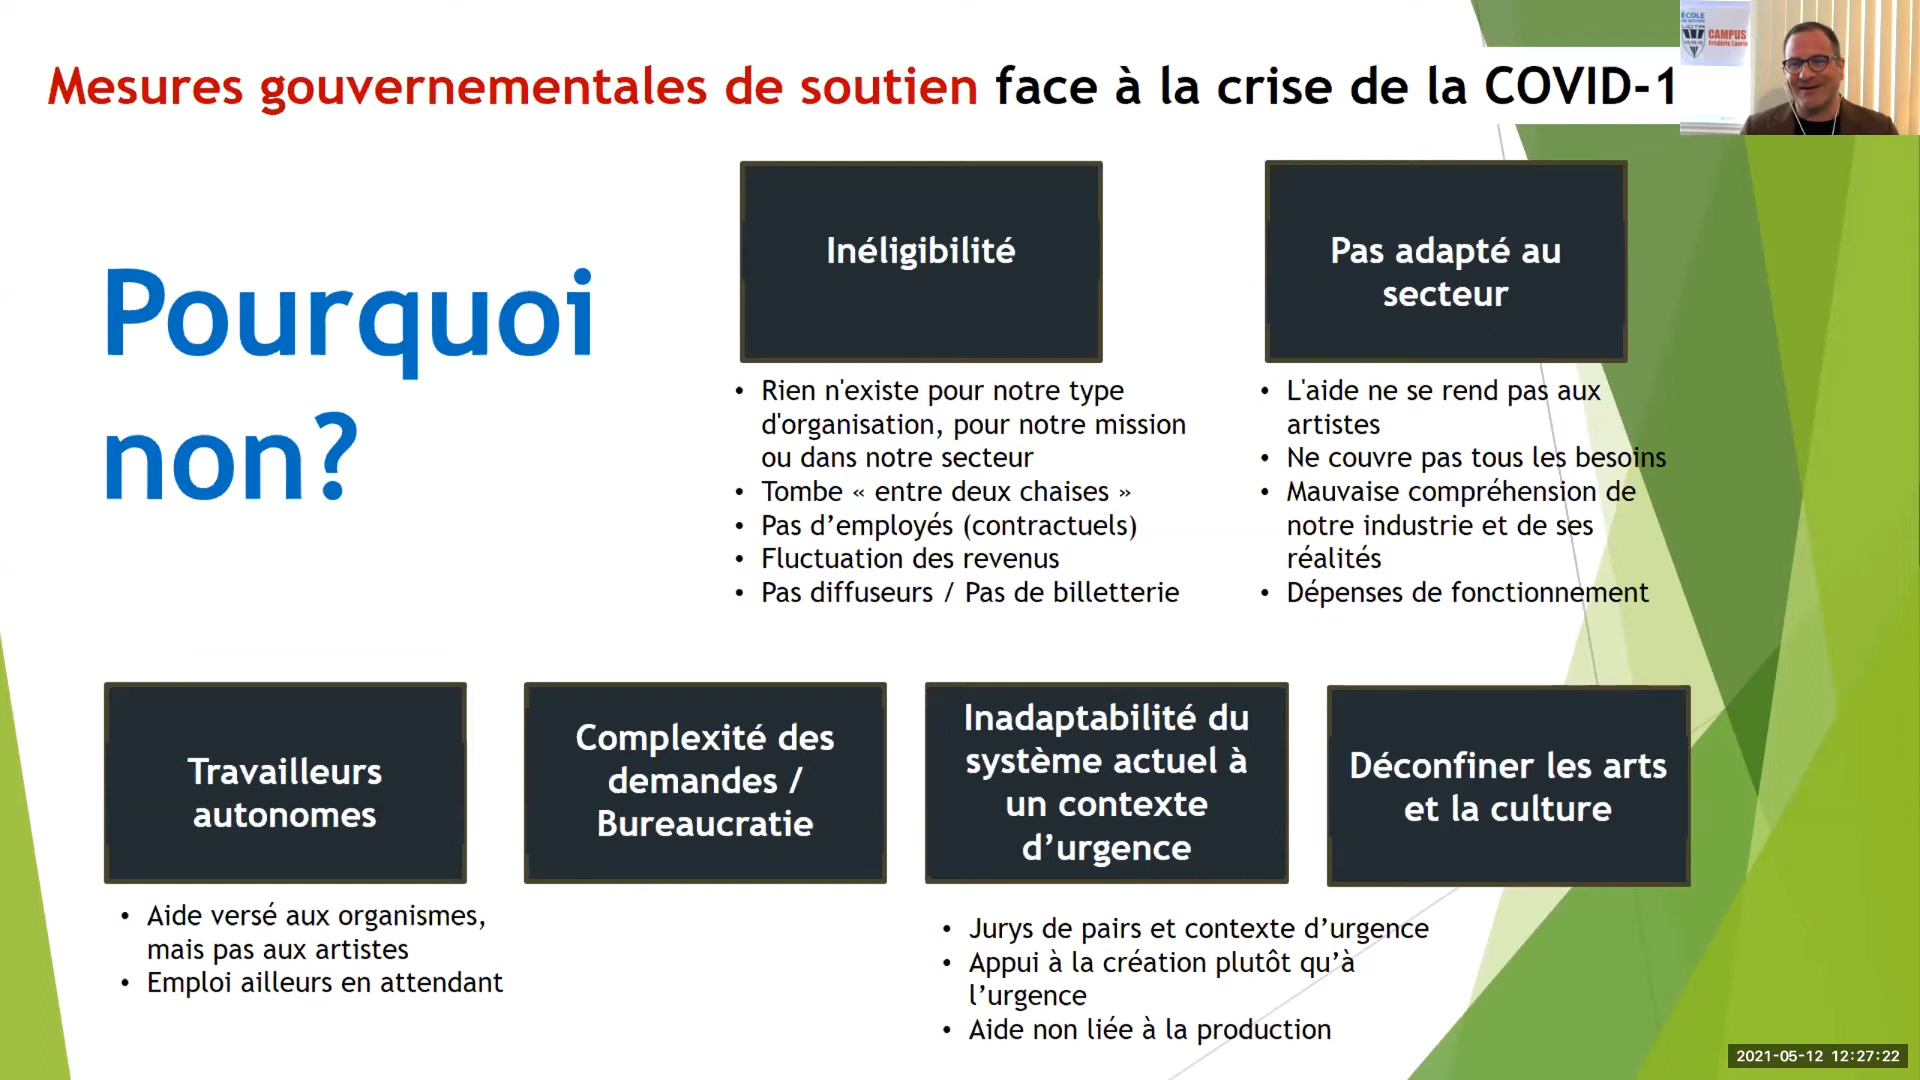 Mesures gouvernementales de soutien face à la crise de la COVID-1
ÉCOLE
CAMPUS
Frédéric Laurin
Pourquoi
non?
Inéligibilité
• Rien n'existe pour notre type
d'organisation, pour notre mission
ou dans notre secteur
• Tombe « entre deux chaises »
• Pas d’employés (contractuels)
• Fluctuation des revenus
• Pas diffuseurs / Pas de billetterie
Pas adapté au
secteur
• L'aide ne se rend pas aux
artistes
• Ne couvre pas tous les besoins
• Mauvaise compréhension de
notre industrie et de ses
réalités
• Dépenses de fonctionnement
Travailleurs
autonomes
• Aide versé aux organismes,
mais pas aux artistes
• Emploi ailleurs en attendant
Complexité des
demandes /
Bureaucratie
Inadaptabilité du
système actuel à
un contexte
d’urgence
• Jurys de pairs et contexte d’urgence
• Appui à la création plutôt qu’à
l’urgence
• Aide non liée à la production
Déconfiner les arts
et la culture
2021-05-12 12:27:22